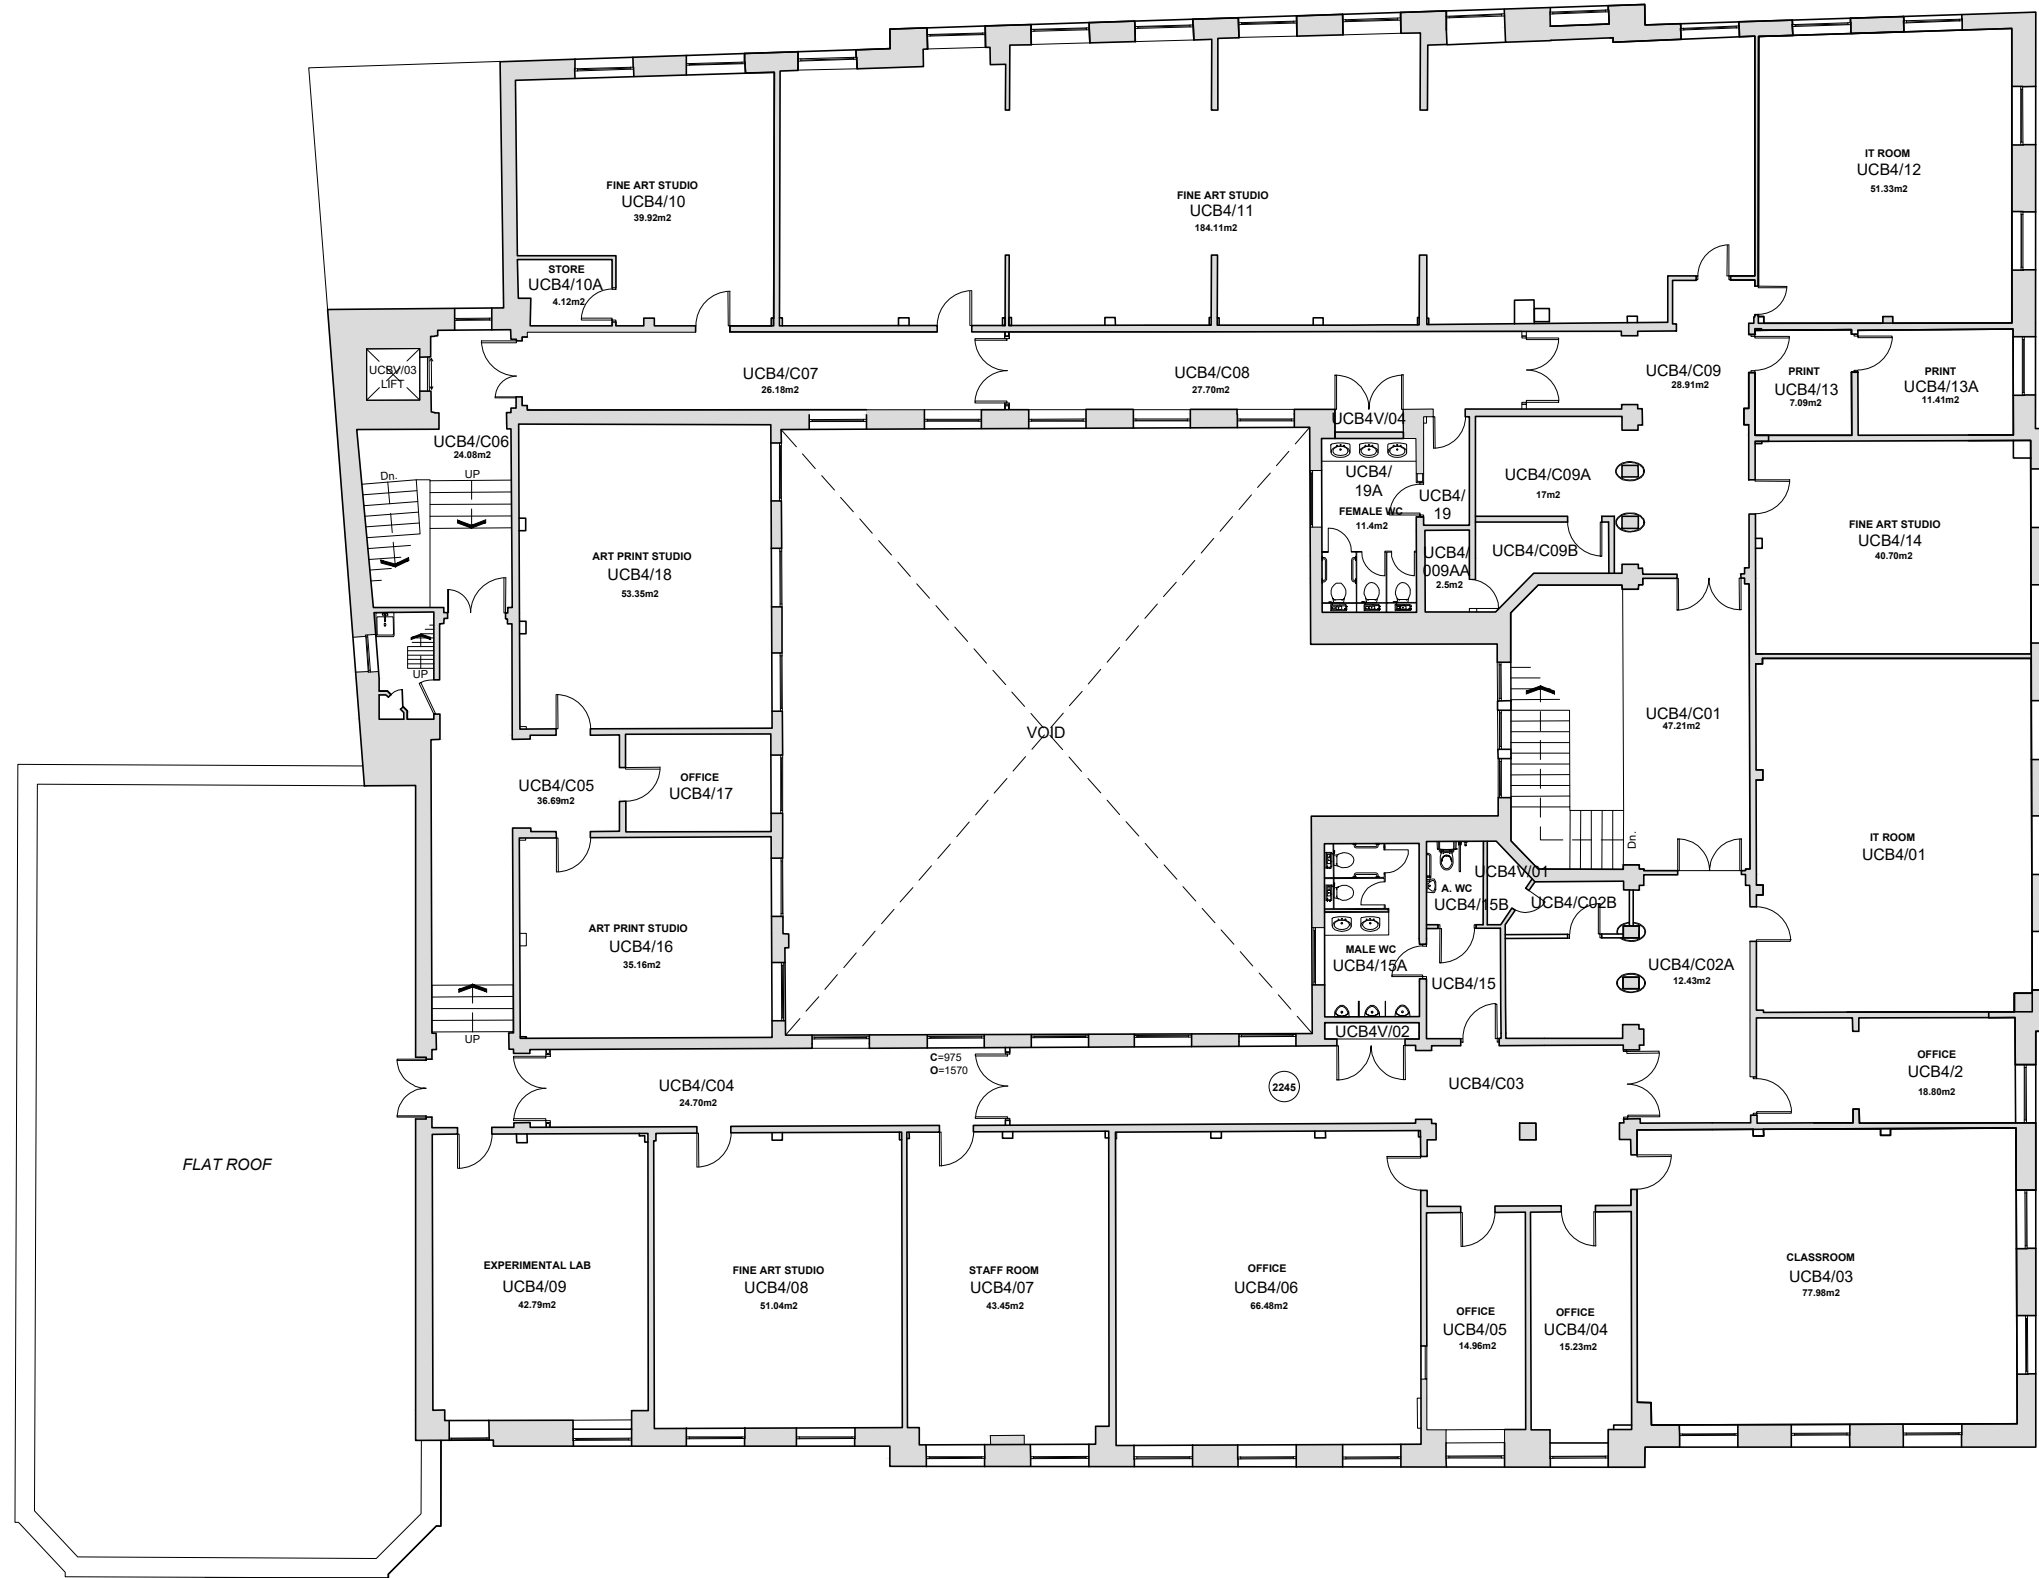 FINE ART STUDIO
UCB4/10
39.92m2
STORE
UCB4/10A
4.12m2
FINE ART STUDIO
UCB4/11
184.11m2
IT ROOM
UCB4/12
51.33m2
UCBV/03
LIFT
UCB4/C07
26.18m2
UCB4/C08
27.70m2
UCB4/C09
28.91m2
PRINT
UCB4/13
7.09m2
PRINT
UCB4/13A
11.41m2
UCB4V/04
UCB4/C06
24.08m2
Dn.
UP
UCB4/
19A
FEMALE WC
11.4m2
UCB4/
19
UCB4/C09A
17m2
UCB4/C09B
UCB4/
009AA
2.5m2
FINE ART STUDIO
UCB4/14
40.70m2
ART PRINT STUDIO
UCB4/18
53.35m2
UP
UCB4/C01
47.21m2
VOID
UCB4/C05
36.69m2
OFFICE
UCB4/17
Dn.
IT ROOM
UCB4/01
ART PRINT STUDIO
UCB4/16
35.16m2
UCB4V/01
A. WC
UCB4/15B
UCB4/C02B
MALE WC
UCB4/15A
UCB4/15
UCB4/C02A
12.43m2
UCB4V/02
UP
UCB4/C04
24.70m2
C=975
O=1570
2245
UCB4/C03
OFFICE
UCB4/2
18.80m2
FLAT ROOF
EXPERIMENTAL LAB
UCB4/09
42.79m2
FINE ART STUDIO
UCB4/08
51.04m2
STAFF ROOM
UCB4/07
43.45m2
OFFICE
UCB4/06
66.48m2
OFFICE
UCB4/05
14.96m2
OFFICE
UCB4/04
15.23m2
CLASSROOM
UCB4/03
77.98m2